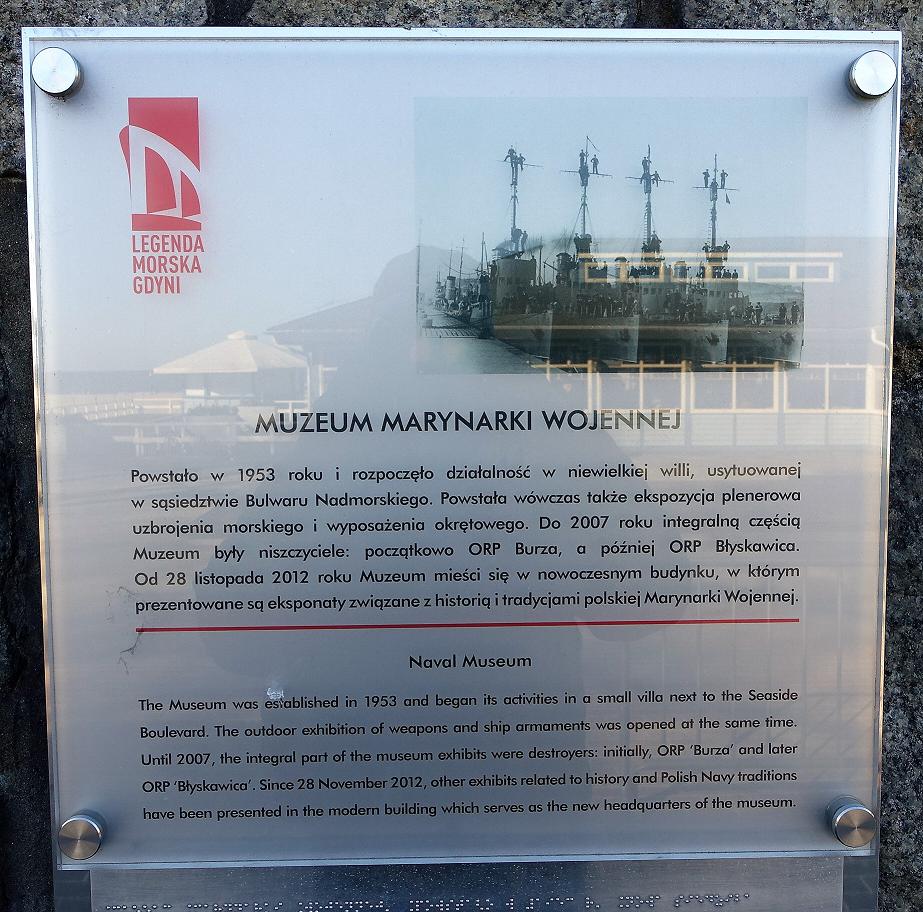 LEGENDA
MORSKA
GDYNI
MUZEUM MARYNARKI WOJENNEJ
Powstało w 1953 roku i rozpoczęło działalność w niewielkiej willi, usytuowanej
w sąsiedztwie Bulwaru Nadmorskiego. Powstała wówczas także ekspozycja plenerowa
uzbrojenia morskiego i wyposażenia okrętowego. Do 2007 roku integralną częścią
Muzeum były niszczyciele: początkowo ORP Burza, a później ORP Błyskawica.
Od 28 listopada 2012 roku Muzeum mieści się w nowoczesnym budynku, w którym
prezentowane są eksponaty związane z historią i tradycjami polskiej Marynarki Wojennej.
Naval Museum
The Museum was established in 1953 and began its activities in a small villa next to the Seaside
Boulevard. The outdoor exhibition of weapons and ship armaments was opened at the same time.
Until 2007, the integral part of the museum exhibits were destroyers: initially, ORP 'Burza' and later
ORP 'Błyskawica'. Since 28 November 2012, other exhibits related to history and Polish Navy traditions
have been presented in the modern building which serves as the new headquarters of the museum.